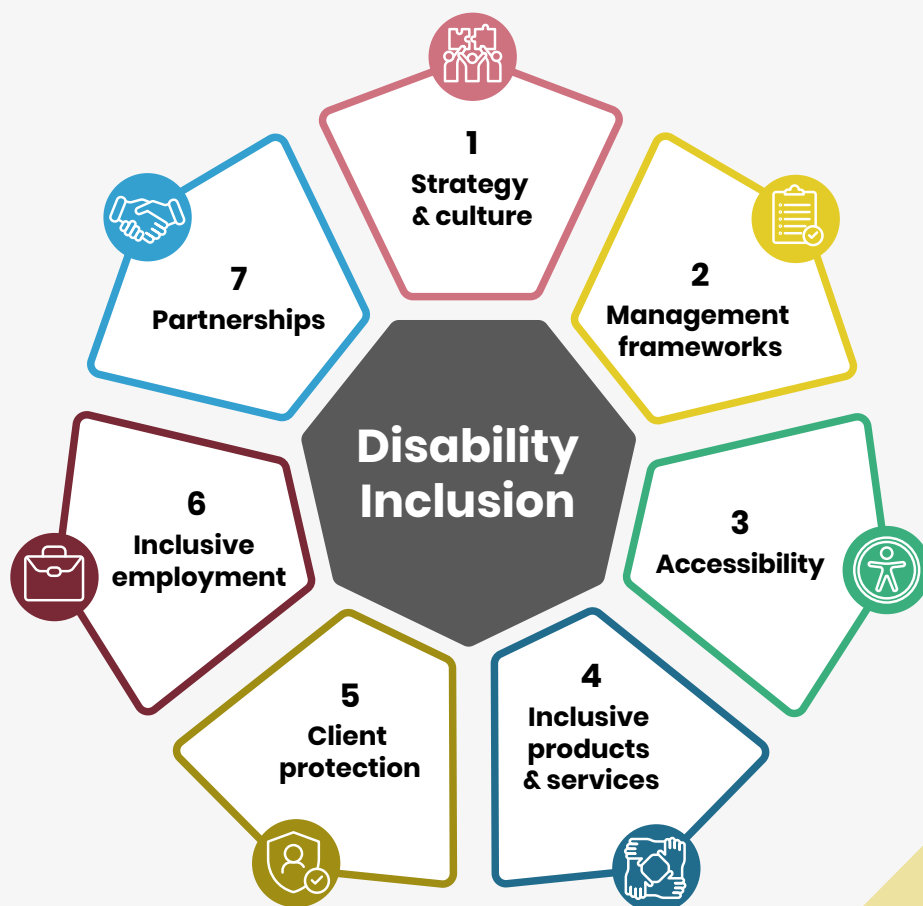 Disability
Inclusion
1
Strategy
& culture
2
Management
frameworks
3
Accessibility
4
Inclusive
products
& services
5
Client
protection
6
Inclusive
employment
7
Partnerships